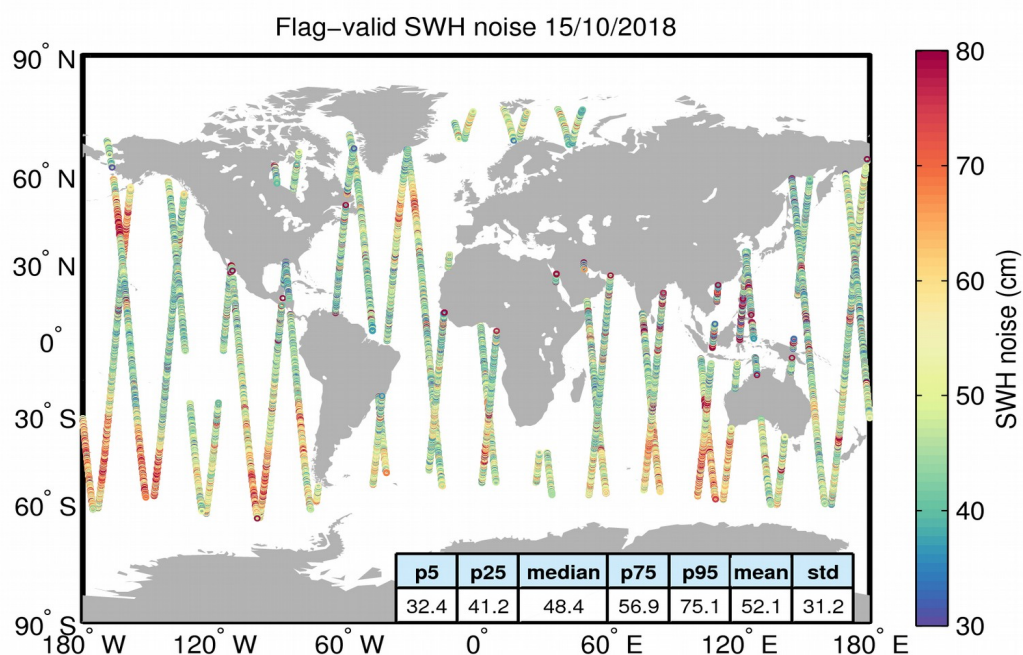 Flag−valid SWH noise 15/10/2018
90° N
60° N
30° N
0°
30° S
60° S
90° S
180° W 120° W 60° W 0° 60° E 120° E 180° E
p5 p25 median p75 p95 mean std
32.4 41.2 48.4 56.9 75.1 52.1 31.2
80
70
60
50
40
30
SWH noise (cm)